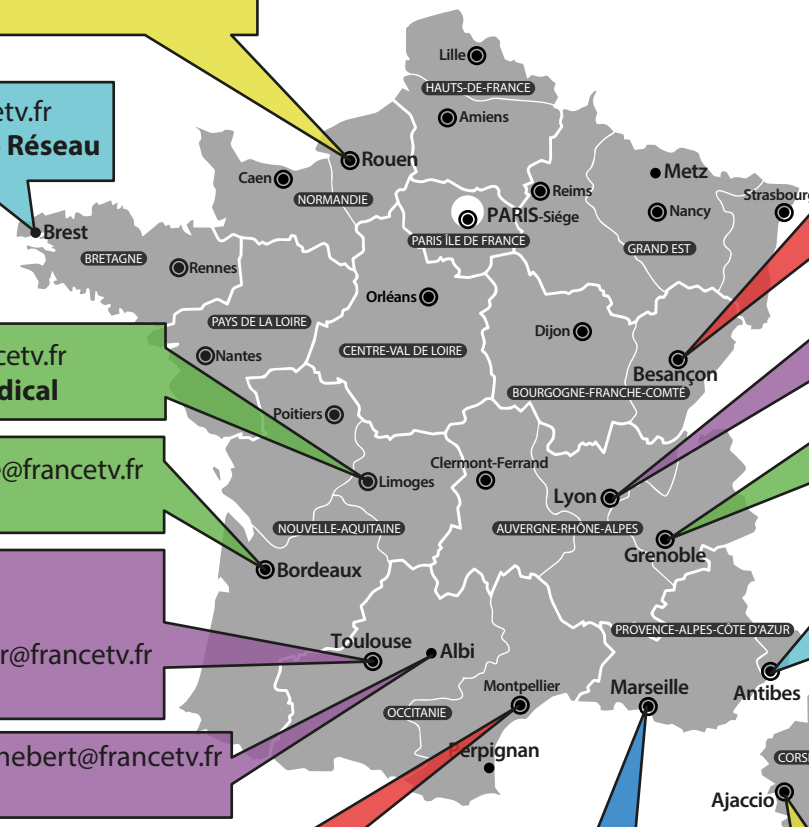 Lille
HAUTS-DE-FRANCE
etv.fr
Amiens
Réseau
Rouen
Caen
Metz
NORMANDIE
Reims
Strasbourg
PARIS-Siége
Nancy
Brest
PARIS ÎLE DE FRANCE
GRAND EST
BRETAGNE
Rennes
Orléans
PAYS DE LA LOIRE
Dijon
CENTRE-VAL DE LOIRE
cetv.fr
Nantes
Besançon
dical
BOURGOGNE-FRANCHE-COMTÉ
Poitiers
Clermont-Ferrand
e@francetv.fr
Limoges
Lyon
NOUVELLE-AQUITAINE
AUVERGNE-RHÔNE-ALPES
Grenoble
Bordeaux
PROVENCE-ALPES-CÔTE D'AZUR
Toulouse
Albi
r@francetv.fr
Montpellier
Marseille
Antibes
OCCITANIE
hebert@francetv.fr
Perpignan
CORS
Ajaccio